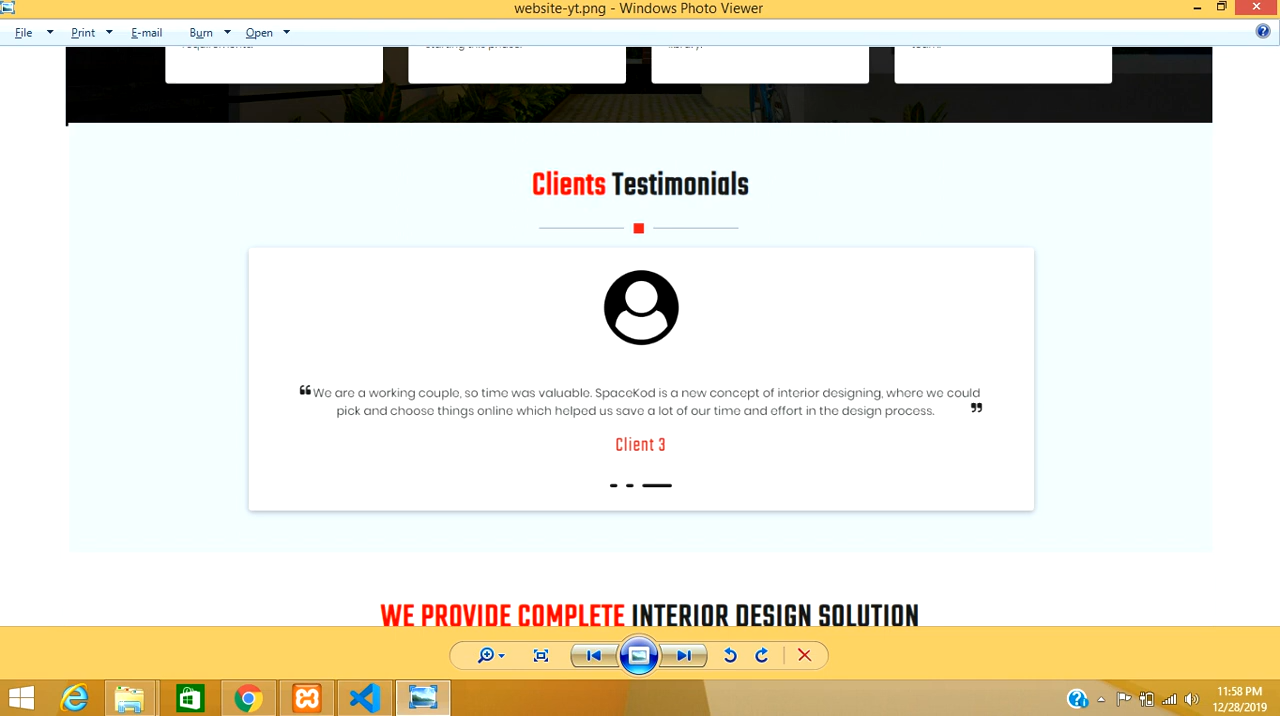 website-yt.png - Windows Photo Viewer
File Print E-mail Burn Open
Clients Testimonials
❝ We are a working couple, so time was valuable. SpaceKod is a new concept of interior designing, where we could
pick and choose things online which helped us save a lot of our time and effort in the design process. ❞
Client 3
WE PROVIDE COMPLETE INTERIOR DESIGN SOLUTION
11:58 PM
12/28/2019